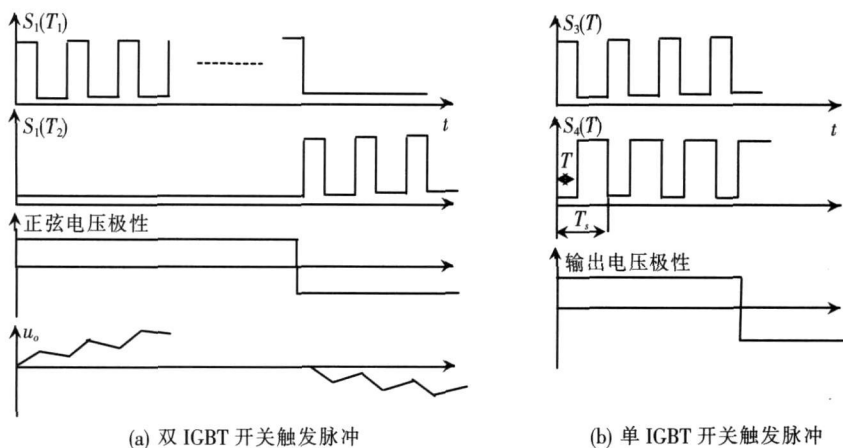 S₁(T₁)
t
S₁(T₂)
正弦电压极性
uₒ
(a) 双 IGBT 开关触发脉冲
S₃(T)
t
S₄(T)
T
Tₛ
输出电压极性
(b) 单 IGBT 开关触发脉冲